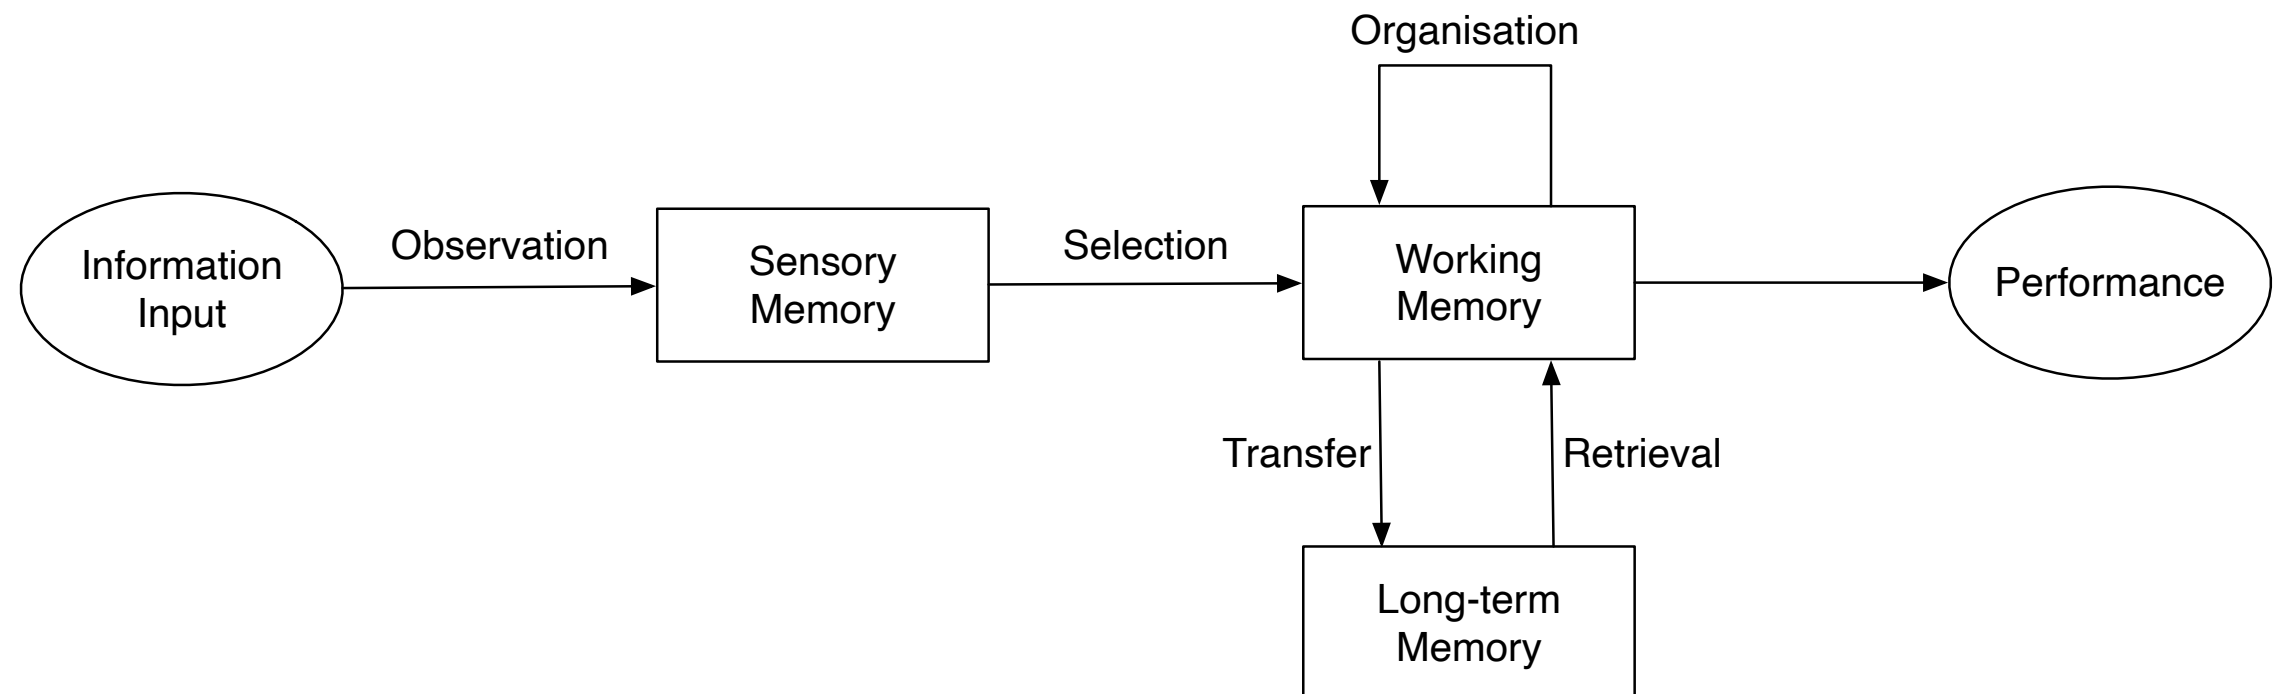 Organisation
Information
Input
Observation
Sensory
Memory
Selection
Working
Memory
Performance
Transfer
Retrieval
Long-term
Memory